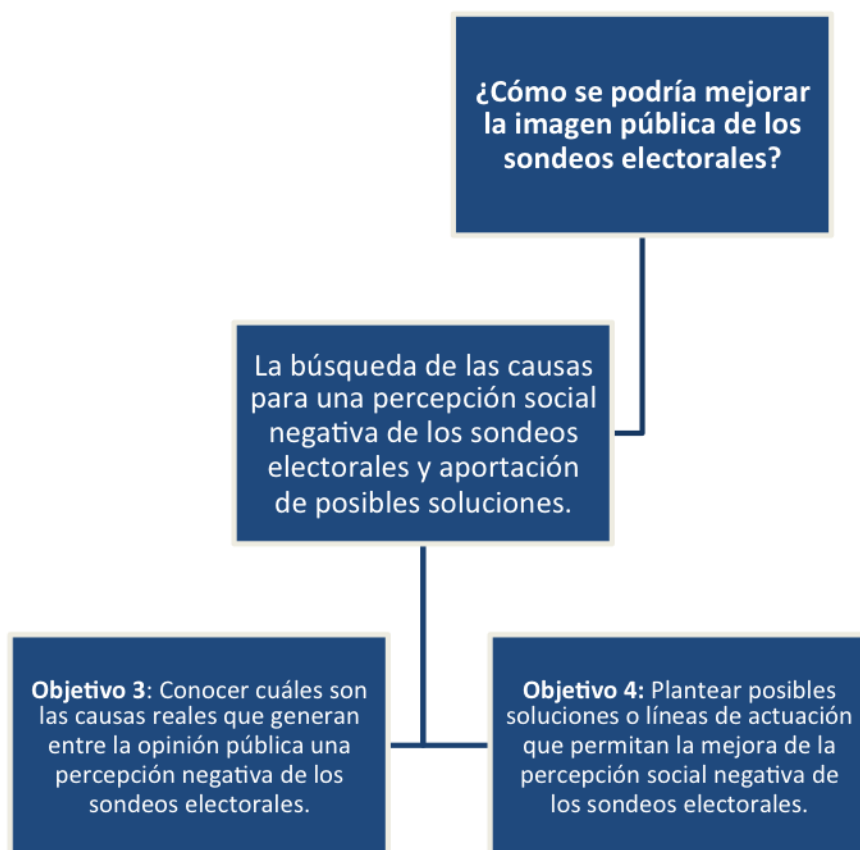 ¿Cómo se podría mejorar
la imagen pública de los
sondeos electorales?
La búsqueda de las causas
para una percepción social
negativa de los sondeos
electorales y aportación
de posibles soluciones.
Objetivo 3: Conocer cuáles son
las causas reales que generan
entre la opinión pública una
percepción negativa de los
sondeos electorales.
Objetivo 4: Plantear posibles
soluciones o líneas de actuación
que permitan la mejora de la
percepción social negativa de
los sondeos electorales.